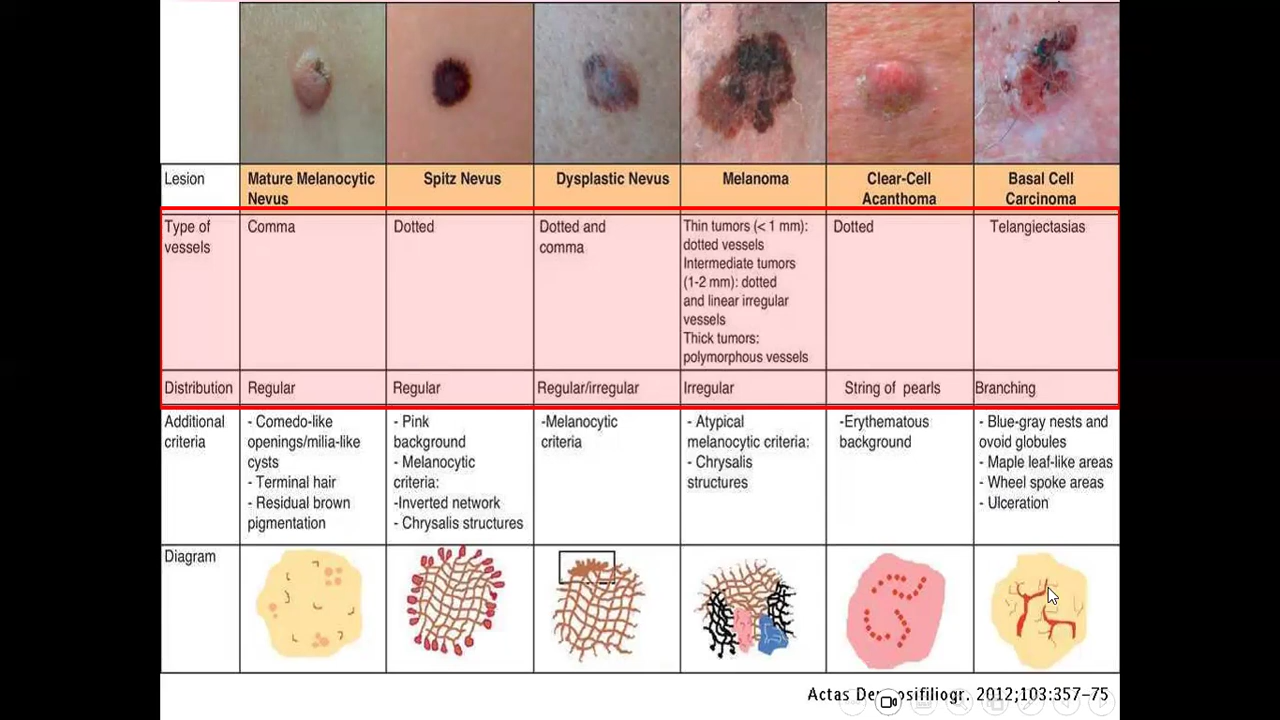 Lesion
Mature Melanocytic
Nevus
Spitz Nevus
Dysplastic Nevus
Melanoma
Clear-Cell
Acanthoma
Basal Cell
Carcinoma
Type of
vessels
Comma
Dotted
Dotted and
comma
Thin tumors (< 1 mm):
dotted vessels
Intermediate tumors
(1-2 mm): dotted
and linear irregular
vessels
Thick tumors:
polymorphous vessels
Dotted
Telangiectasias
Distribution
Regular
Regular
Regular/irregular
Irregular
String of pearls
Branching
Additional
criteria
- Comedo-like
openings/milia-like
cysts
- Terminal hair
- Residual brown
pigmentation
- Pink
background
- Melanocytic
criteria:
-Inverted network
- Chrysalis structures
-Melanocytic
criteria
- Atypical
melanocytic criteria:
- Chrysalis
structures
-Erythematous
background
- Blue-gray nests and
ovoid globules
- Maple leaf-like areas
- Wheel spoke areas
- Ulceration
Diagram
Actas 2012;103:357–75